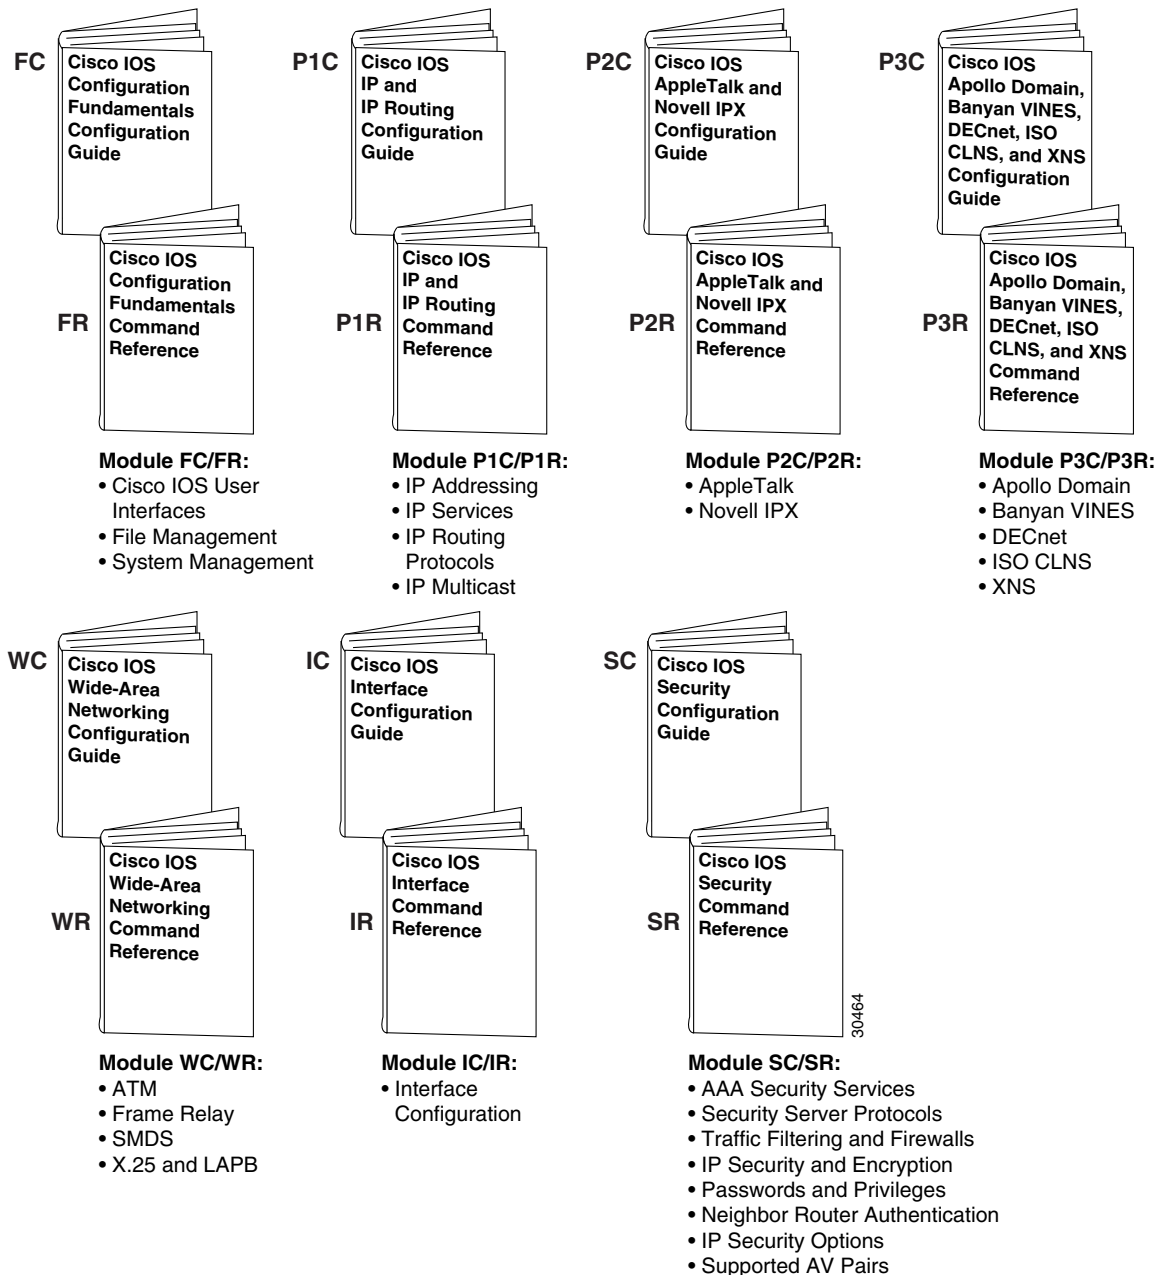 FC
Cisco IOS
Configuration
Fundamentals
Configuration
Guide
FR
Cisco IOS
Configuration
Fundamentals
Command
Reference
Module FC/FR:
• Cisco IOS User
Interfaces
• File Management
• System Management
P1C
Cisco IOS
IP and
IP Routing
Configuration
Guide
P1R
Cisco IOS
IP and
IP Routing
Command
Reference
Module P1C/P1R:
• IP Addressing
• IP Services
• IP Routing
Protocols
• IP Multicast
P2C
Cisco IOS
AppleTalk and
Novell IPX
Configuration
Guide
P2R
Cisco IOS
AppleTalk and
Novell IPX
Command
Reference
Module P2C/P2R:
• AppleTalk
• Novell IPX
P3C
Cisco IOS
Apollo Domain,
Banyan VINES,
DECnet, ISO
CLNS, and XNS
Configuration
Guide
P3R
Cisco IOS
Apollo Domain,
Banyan VINES,
DECnet, ISO
CLNS, and XNS
Command
Reference
Module P3C/P3R:
• Apollo Domain
• Banyan VINES
• DECnet
• ISO CLNS
• XNS
WC
Cisco IOS
Wide-Area
Networking
Configuration
Guide
WR
Cisco IOS
Wide-Area
Networking
Command
Reference
Module WC/WR:
• ATM
• Frame Relay
• SMDS
• X.25 and LAPB
IC
Cisco IOS
Interface
Configuration
Guide
IR
Cisco IOS
Interface
Command
Reference
Module IC/IR:
• Interface
Configuration
SC
Cisco IOS
Security
Configuration
Guide
SR
Cisco IOS
Security
Command
Reference
30464
Module SC/SR:
• AAA Security Services
• Security Server Protocols
• Traffic Filtering and Firewalls
• IP Security and Encryption
• Passwords and Privileges
• Neighbor Router Authentication
• IP Security Options
• Supported AV Pairs